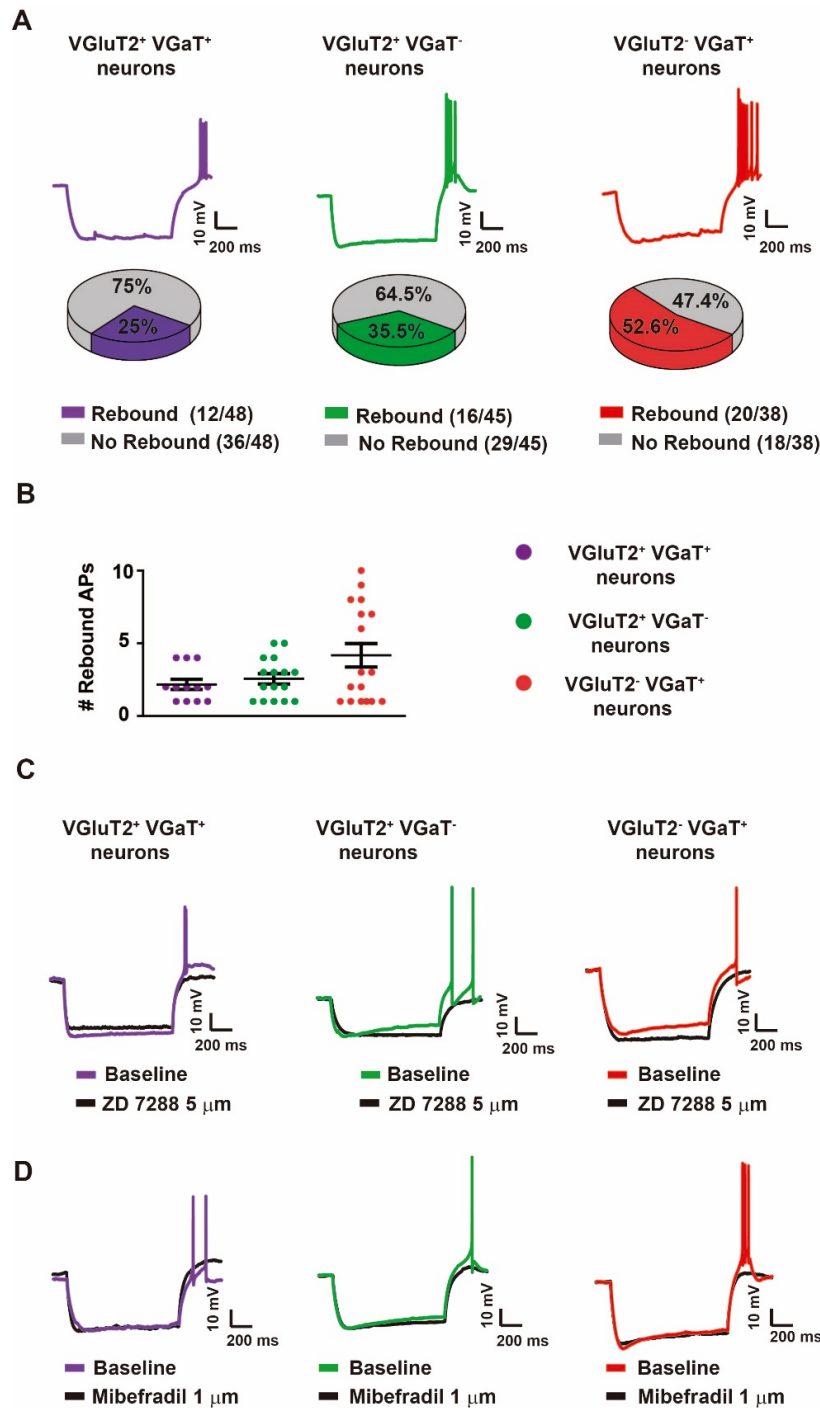 A
VGluT2⁺ VGaT⁺
neurons
VGluT2⁺ VGaT⁻
neurons
VGluT2⁻ VGaT⁺
neurons
10 mV
200 ms
10 mV
200 ms
10 mV
200 ms
75%
25%
64.5%
35.5%
47.4%
52.6%
Rebound (12/48)
No Rebound (36/48)
Rebound (16/45)
No Rebound (29/45)
Rebound (20/38)
No Rebound (18/38)
B
# Rebound APs
10
5
0
VGluT2⁺ VGaT⁺
neurons
VGluT2⁺ VGaT⁻
neurons
VGluT2⁻ VGaT⁺
neurons
C
VGluT2⁺ VGaT⁺
neurons
VGluT2⁺ VGaT⁻
neurons
VGluT2⁻ VGaT⁺
neurons
10 mV
200 ms
10 mV
200 ms
10 mV
200 ms
Baseline
ZD 7288 5 μm
Baseline
ZD 7288 5 μm
Baseline
ZD 7288 5 μm
D
10 mV
200 ms
10 mV
200 ms
10 mV
200 ms
Baseline
Mibefradil 1 μm
Baseline
Mibefradil 1 μm
Baseline
Mibefradil 1 μm